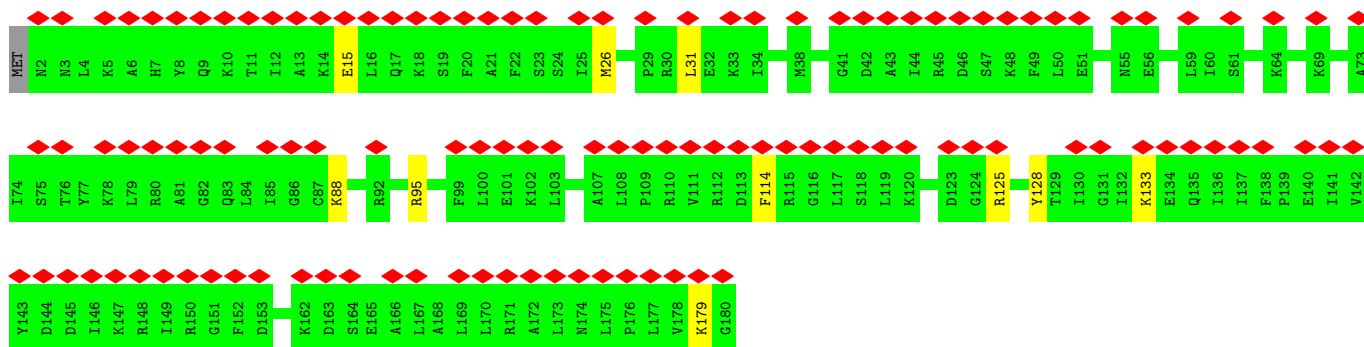 MET N2 N3 L4 K5 A6 H7 Y8 Q9 K10 T11 I12 A13 K14 E15 L16 Q17 K18 S19 F20 A21 F22 S23 S24 I25 M26 P29 R30 L31 E32 K33 I34 M38 G41 D42 A43 I44 R45 D46 S47 K48 F49 L50 E51 N55 E56 L59 I60 S61 K64 K69 A73
I74 S75 T76 Y77 K78 L79 R80 A81 G82 Q83 L84 I85 G86 C87 K88 R92 R95 F99 L100 E101 K102 L103 A107 L108 P109 R110 V111 R112 D113 F114 R115 G116 L117 S118 L119 K120 D123 G124 R125 Y128 T129 I130 G131 I132 K133 E134 Q135 I136 I137 F138 P139 E140 I141 V142
Y143 D144 D145 I146 K147 R148 I149 R150 G151 F152 D153 K162 D163 S164 E165 A166 L167 A168 L169 L170 R171 A172 L173 N174 L175 P176 L177 V178 K179 G180